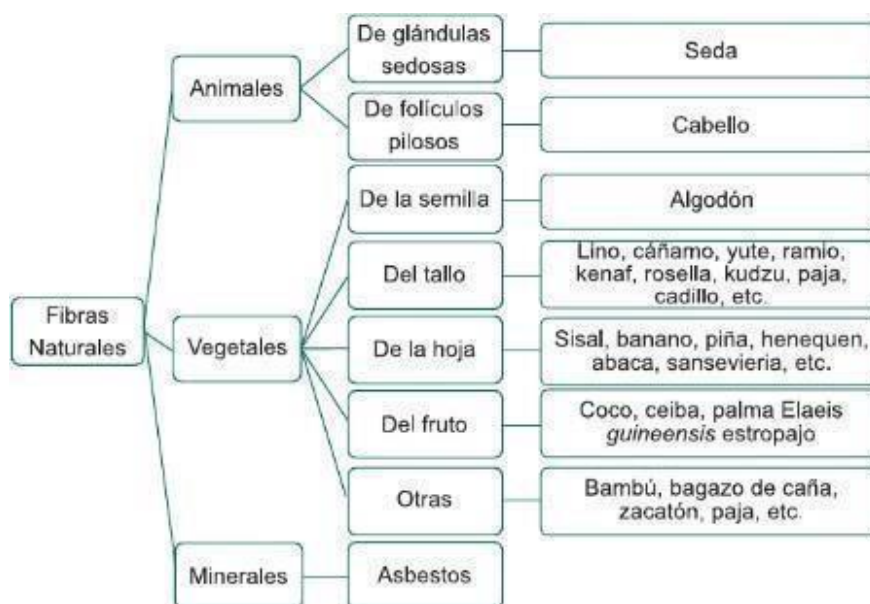 De glándulas
sedosas
Seda
Animales
De folículos
pilosos
Cabello
De la semilla
Algodón
Del tallo
Lino, cáñamo, yute, ramio,
kenaf, rosella, kudzu, paja,
cadillo, etc.
Fibras
Naturales
Vegetales
De la hoja
Sisal, banano, piña, henequen,
abaca, sansevieria, etc.
Del fruto
Coco, ceiba, palma Elaeis
guineensis estropajo
Otras
Bambú, bagazo de caña,
zacatón, paja, etc.
Minerales
Asbestos